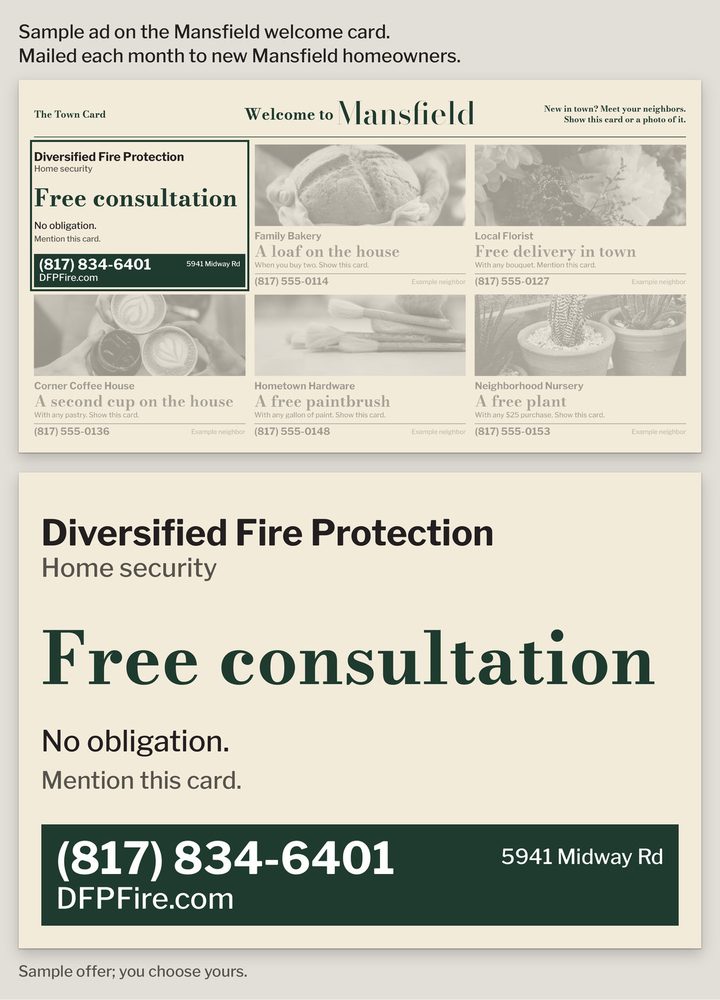 Sample ad on the Mansfield welcome card.
Mailed each month to new Mansfield homeowners.
The Town Card
Welcome to Mansfield
New in town? Meet your neighbors.
Show this card or a photo of it.
Diversified Fire Protection
Home security
Free consultation
No obligation.
Mention this card.
(817) 834-6401
5941 Midway Rd
DFPFire.com
Family Bakery
A loaf on the house
When you buy two. Show this card.
(817) 555-0114
Example neighbor
Local Florist
Free delivery in town
With any bouquet. Mention this card.
(817) 555-0127
Example neighbor
Corner Coffee House
A second cup on the house
With any pastry. Show this card.
(817) 555-0136
Example neighbor
Hometown Hardware
A free paintbrush
With any gallon of paint. Show this card.
(817) 555-0148
Example neighbor
Neighborhood Nursery
A free plant
With any $25 purchase. Show this card.
(817) 555-0153
Example neighbor
Diversified Fire Protection
Home security
Free consultation
No obligation.
Mention this card.
(817) 834-6401
5941 Midway Rd
DFPFire.com
Sample offer; you choose yours.